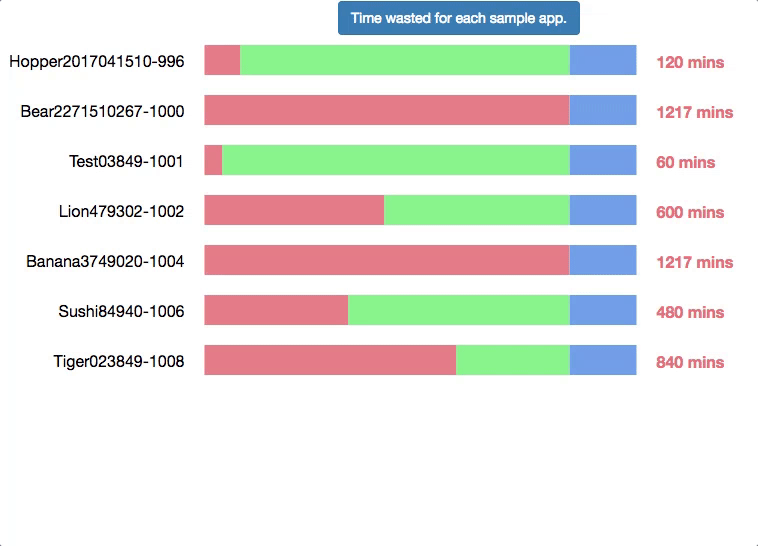 Time wasted for each sample app.
Hopper2017041510-996 120 mins
Bear2271510267-1000 1217 mins
Test03849-1001 60 mins
Lion479302-1002 600 mins
Banana3749020-1004 1217 mins
Sushi84940-1006 480 mins
Tiger023849-1008 840 mins